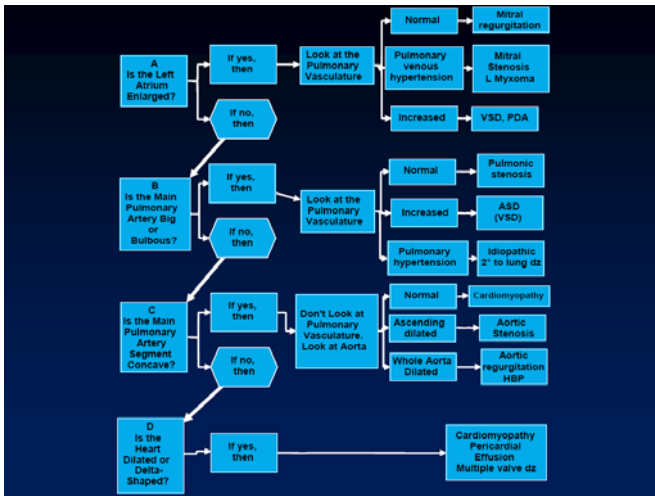 A
Is the Left
Atrium
Enlarged?
If yes,
then
Look at the
Pulmonary
Vasculature
Normal
Mitral
regurgitation
Pulmonary
venous
hypertension
Mitral
Stenosis
L Myxoma
Increased
VSD, PDA
If no,
then
B
Is the Main
Pulmonary
Artery Big
or
Bulbous?
If yes,
then
Look at the
Pulmonary
Vasculature
Normal
Pulmonic
stenosis
Increased
ASD
(VSD)
Pulmonary
hypertension
Idiopathic
2° to lung dz
If no,
then
C
Is the Main
Pulmonary
Artery
Segment
Concave?
If yes,
then
Don't Look at
Pulmonary
Vasculature.
Look at Aorta
Normal
Cardiomyopathy
Ascending
dilated
Aortic
Stenosis
Whole Aorta
Dilated
Aortic
regurgitation
HBP
If no,
then
D
Is the
Heart
Dilated or
Delta-
Shaped?
If yes,
then
Cardiomyopathy
Pericardial
Effusion
Multiple valve dz